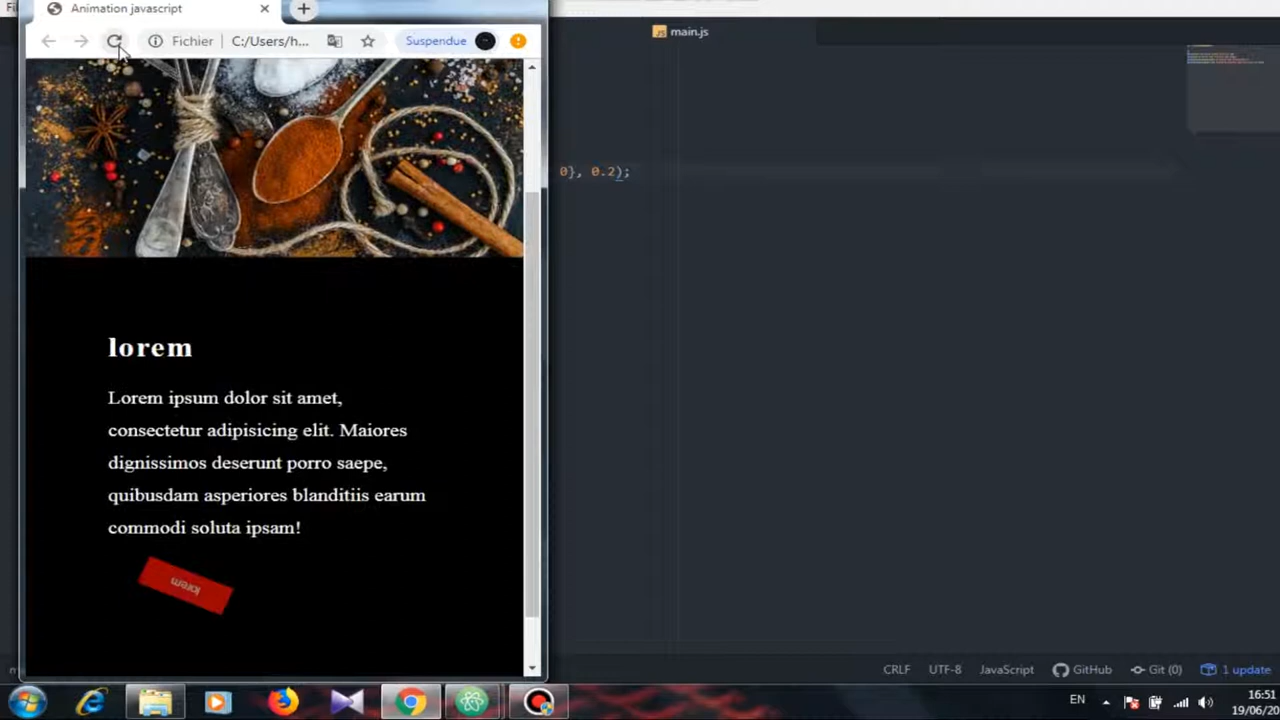 Animation javascript
Fichier
C:/Users/h...
Suspendue
main.js
0}, 0.2);
lorem
Lorem ipsum dolor sit amet,
consectetur adipisicing elit. Maiores
dignissimos deserunt porro saepe,
quibusdam asperiores blanditiis earum
commodi soluta ipsam!
lorem
CRLF
UTF-8
JavaScript
GitHub
Git (0)
1 update
EN
16:51
19/06/20